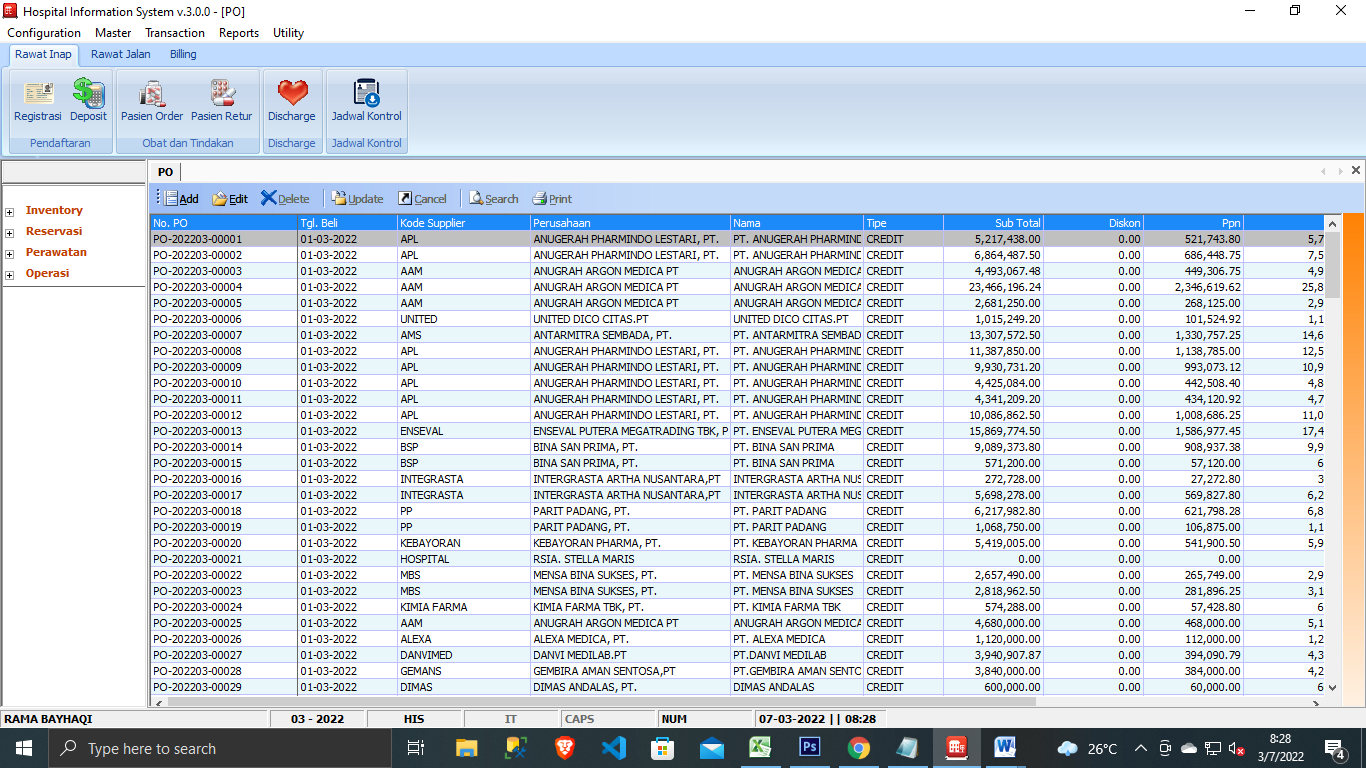 Hospital Information System v.3.0.0 - [PO]
Configuration Master Transaction Reports Utility
Rawat Inap Rawat Jalan Billing
Registrasi Deposit Pasien Order Pasien Retur Discharge Jadwal Kontrol
Pendaftaran Obat dan Tindakan Discharge Jadwal Kontrol
PO
Add Edit Delete Update Cancel Search Print
Inventory
Reservasi
Perawatan
Operasi
No. PO Tgl. Beli Kode Supplier Perusahaan Nama Tipe Sub Total Diskon Ppn
PO-202203-00001 01-03-2022 APL ANUGERAH PHARMINDO LESTARI, PT. PT. ANUGERAH PHARMIND CREDIT 5,217,438.00 0.00 521,743.80 5,7
PO-202203-00002 01-03-2022 APL ANUGERAH PHARMINDO LESTARI, PT. PT. ANUGERAH PHARMIND CREDIT 6,864,487.50 0.00 686,448.75 7,5
PO-202203-00003 01-03-2022 AAM ANUGRAH ARGON MEDICA PT ANUGRAH ARGON MEDICA CREDIT 4,493,067.48 0.00 449,306.75 4,9
PO-202203-00004 01-03-2022 AAM ANUGRAH ARGON MEDICA PT ANUGRAH ARGON MEDICA CREDIT 23,466,196.24 0.00 2,346,619.62 25,8
PO-202203-00005 01-03-2022 AAM ANUGRAH ARGON MEDICA PT ANUGRAH ARGON MEDICA CREDIT 2,681,250.00 0.00 268,125.00 2,9
PO-202203-00006 01-03-2022 UNITED UNITED DICO CITAS.PT UNITED DICO CITAS.PT CREDIT 1,015,249.20 0.00 101,524.92 1,1
PO-202203-00007 01-03-2022 AMS ANTARMITRA SEMBADA, PT. PT. ANTARMITRA SEMBAD CREDIT 13,307,572.50 0.00 1,330,757.25 14,6
PO-202203-00008 01-03-2022 APL ANUGERAH PHARMINDO LESTARI, PT. PT. ANUGERAH PHARMIND CREDIT 11,387,850.00 0.00 1,138,785.00 12,5
PO-202203-00009 01-03-2022 APL ANUGERAH PHARMINDO LESTARI, PT. PT. ANUGERAH PHARMIND CREDIT 9,930,731.20 0.00 993,073.12 10,9
PO-202203-00010 01-03-2022 APL ANUGERAH PHARMINDO LESTARI, PT. PT. ANUGERAH PHARMIND CREDIT 4,425,084.00 0.00 442,508.40 4,8
PO-202203-00011 01-03-2022 APL ANUGERAH PHARMINDO LESTARI, PT. PT. ANUGERAH PHARMIND CREDIT 4,341,209.20 0.00 434,120.92 4,7
PO-202203-00012 01-03-2022 APL ANUGERAH PHARMINDO LESTARI, PT. PT. ANUGERAH PHARMIND CREDIT 10,086,862.50 0.00 1,008,686.25 11,0
PO-202203-00013 01-03-2022 ENSEVAL ENSEVAL PUTERA MEGATRADING TBK, P PT. ENSEVAL PUTERA MEG CREDIT 15,869,774.50 0.00 1,586,977.45 17,4
PO-202203-00014 01-03-2022 BSP BINA SAN PRIMA, PT. PT. BINA SAN PRIMA CREDIT 9,089,373.80 0.00 908,937.38 9,9
PO-202203-00015 01-03-2022 BSP BINA SAN PRIMA, PT. PT. BINA SAN PRIMA CREDIT 571,200.00 0.00 57,120.00 6
PO-202203-00016 01-03-2022 INTEGRASTA INTERGRASTA ARTHA NUSANTARA,PT INTERGRASTA ARTHA NUS CREDIT 272,728.00 0.00 27,272.80 3
PO-202203-00017 01-03-2022 INTEGRASTA INTERGRASTA ARTHA NUSANTARA,PT INTERGRASTA ARTHA NUS CREDIT 5,698,278.00 0.00 569,827.80 6,2
PO-202203-00018 01-03-2022 PP PARIT PADANG, PT. PT. PARIT PADANG CREDIT 6,217,982.80 0.00 621,798.28 6,8
PO-202203-00019 01-03-2022 PP PARIT PADANG, PT. PT. PARIT PADANG CREDIT 1,068,750.00 0.00 106,875.00 1,1
PO-202203-00020 01-03-2022 KEBAYORAN KEBAYORAN PHARMA, PT. PT. KEBAYORAN PHARMA CREDIT 5,419,005.00 0.00 541,900.50 5,9
PO-202203-00021 01-03-2022 HOSPITAL RSIA. STELLA MARIS RSIA. STELLA MARIS CREDIT 0.00 0.00 0.00
PO-202203-00022 01-03-2022 MBS MENSA BINA SUKSES, PT. PT. MENSA BINA SUKSES CREDIT 2,657,490.00 0.00 265,749.00 2,9
PO-202203-00023 01-03-2022 MBS MENSA BINA SUKSES, PT. PT. MENSA BINA SUKSES CREDIT 2,818,962.50 0.00 281,896.25 3,1
PO-202203-00024 01-03-2022 KIMIA FARMA KIMIA FARMA TBK, PT. PT. KIMIA FARMA TBK CREDIT 574,288.00 0.00 57,428.80 6
PO-202203-00025 01-03-2022 AAM ANUGRAH ARGON MEDICA PT ANUGRAH ARGON MEDICA CREDIT 4,680,000.00 0.00 468,000.00 5,1
PO-202203-00026 01-03-2022 ALEXA ALEXA MEDICA, PT. PT. ALEXA MEDICA CREDIT 1,120,000.00 0.00 112,000.00 1,2
PO-202203-00027 01-03-2022 DANVIMED DANVI MEDILAB.PT PT.DANVI MEDILAB CREDIT 3,940,907.87 0.00 394,090.79 4,3
PO-202203-00028 01-03-2022 GEMANS GEMBIRA AMAN SENTOSA,PT PT.GEMBIRA AMAN SENTO CREDIT 3,840,000.00 0.00 384,000.00 4,2
PO-202203-00029 01-03-2022 DIMAS DIMAS ANDALAS, PT. DIMAS ANDALAS CREDIT 600,000.00 0.00 60,000.00 6
RAMA BAYHAQI 03 - 2022 HIS IT CAPS NUM 07-03-2022 || 08:28
Type here to search Ps 26°C 8:28
3/7/2022
4